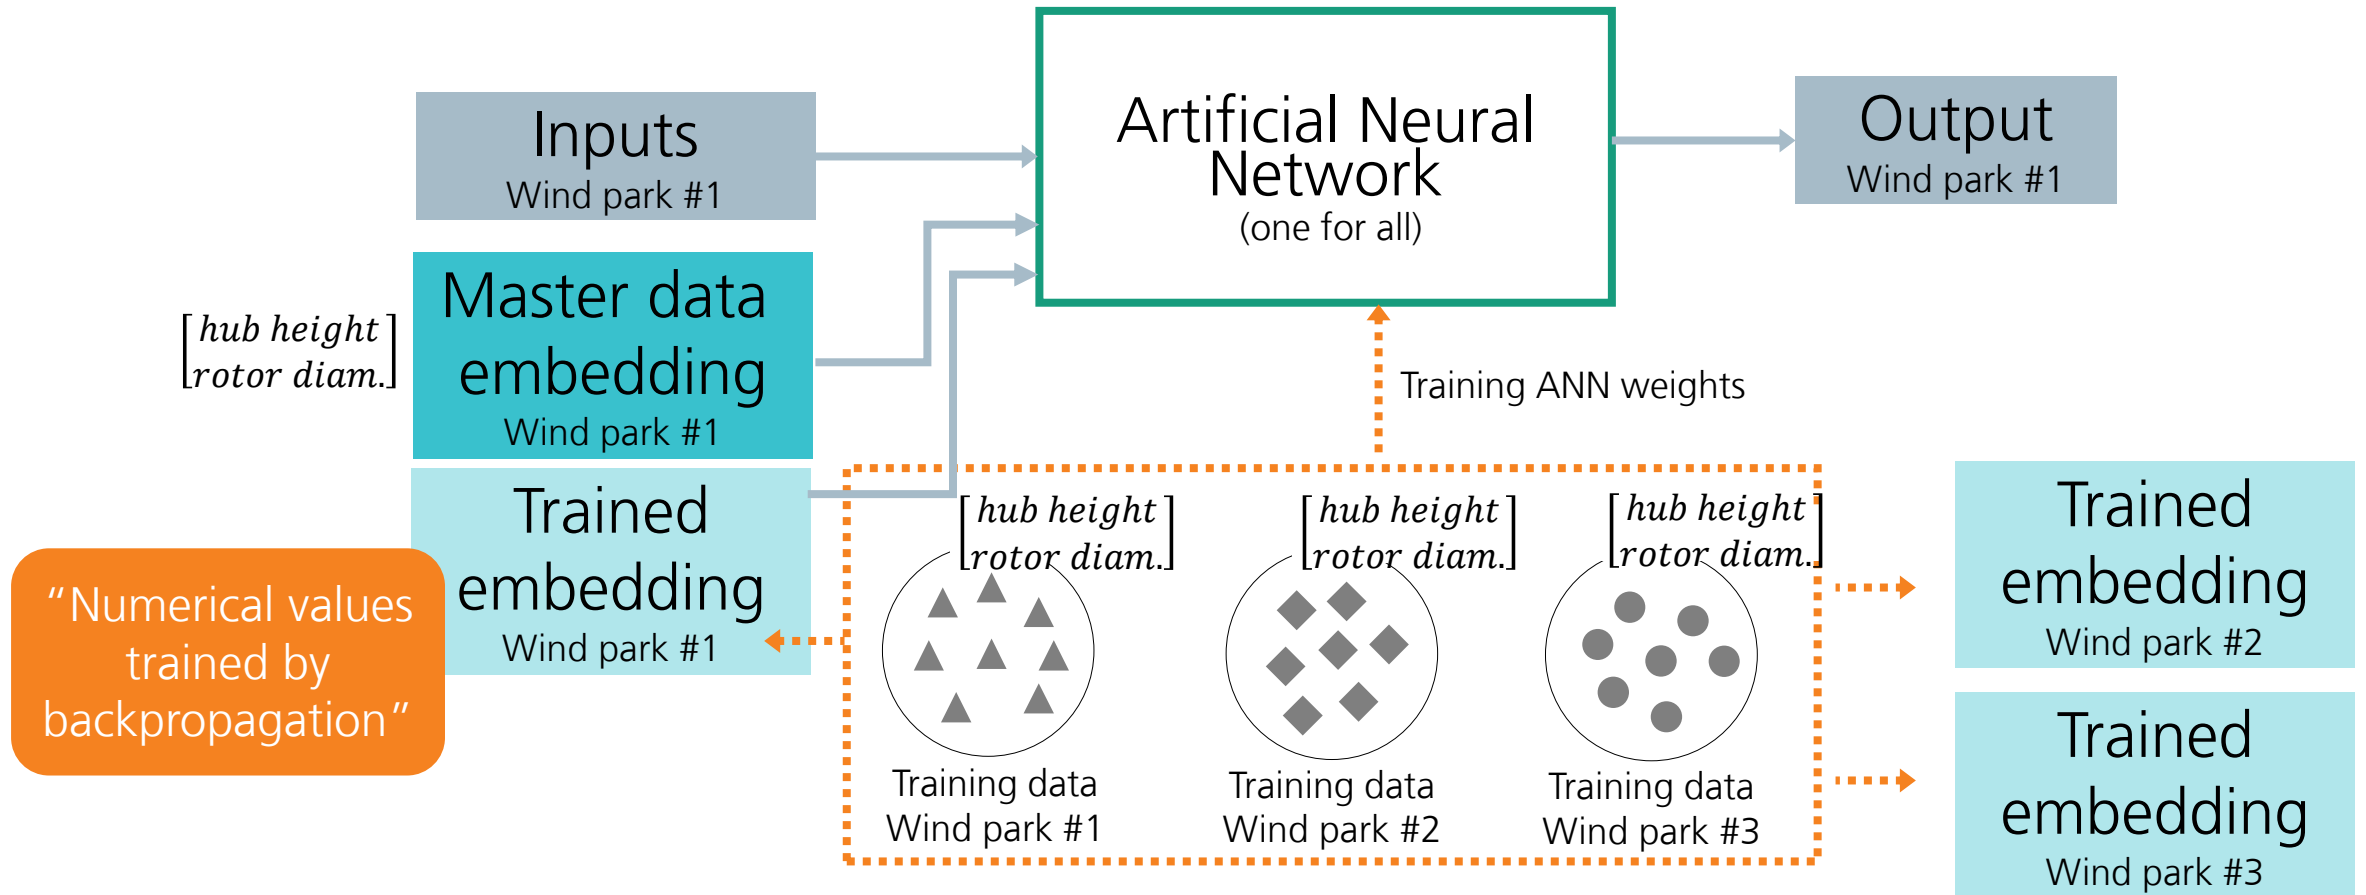 Inputs
Wind park #1
Artificial Neural
Network
(one for all)
Output
Wind park #1
hub height
rotor diam.
Master data
embedding
Wind park #1
Training ANN weights
Trained
embedding
Wind park #1
“Numerical values
trained by
backpropagation”
hub height
rotor diam.
Training data
Wind park #1
hub height
rotor diam.
Training data
Wind park #2
hub height
rotor diam.
Training data
Wind park #3
Trained
embedding
Wind park #2
Trained
embedding
Wind park #3